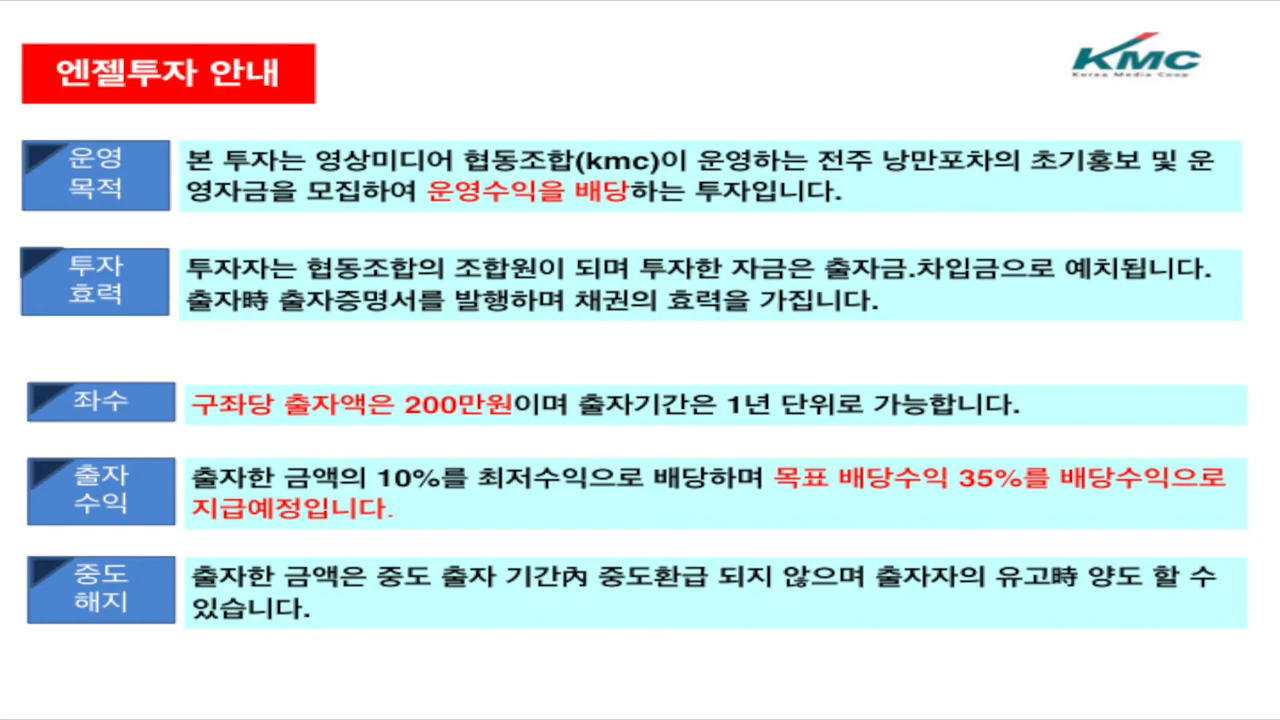 엔젤투자 안내
KMC
Korea Media Coop
운영
목적
본 투자는 영상미디어 협동조합(kmc)이 운영하는 전주 낭만포차의 초기홍보 및 운
영자금을 모집하여 운영수익을 배당하는 투자입니다.
투자
효력
투자자는 협동조합의 조합원이 되며 투자한 자금은 출자금.차입금으로 예치됩니다.
출자時 출자증명서를 발행하며 채권의 효력을 가집니다.
좌수
구좌당 출자액은 200만원이며 출자기간은 1년 단위로 가능합니다.
출자
수익
출자한 금액의 10%를 최저수익으로 배당하며 목표 배당수익 35%를 배당수익으로
지급예정입니다.
중도
해지
출자한 금액은 중도 출자 기간內 중도환급 되지 않으며 출자자의 유고時 양도 할 수
있습니다.